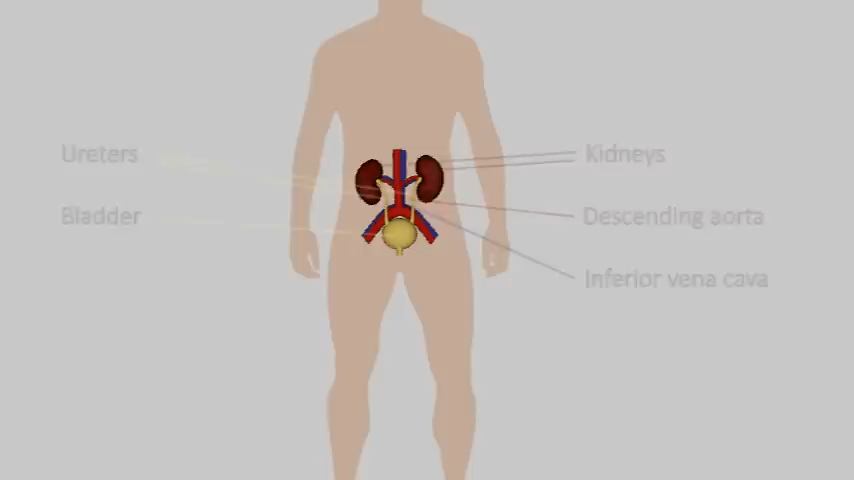 Ureters
Kidneys
Bladder
Descending aorta
Inferior vena cava